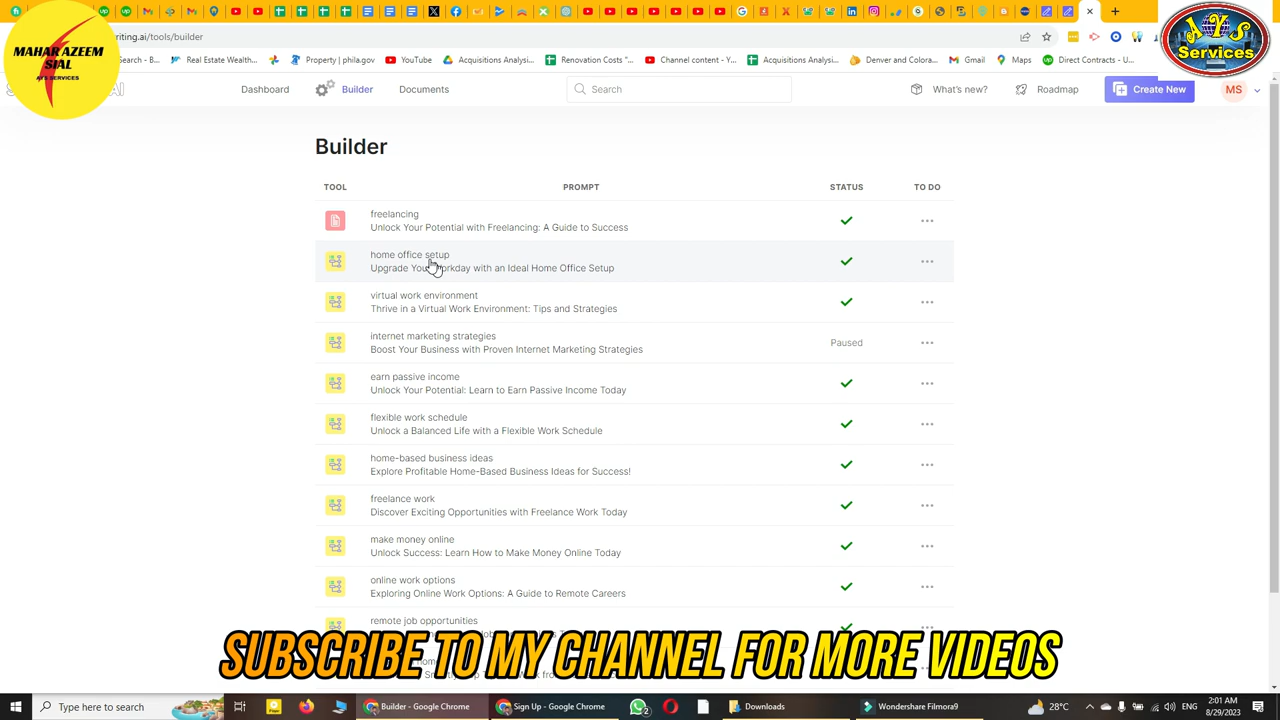 MAHAR AZEEM
SIAL
AYS SERVICES
AYS
Services
riting.ai/tools/builder
Search - B...
Real Estate Wealth...
Property | phila.gov
YouTube
Acquisitions Analysi...
Renovation Costs "...
Channel content - Y...
Acquisitions Analysi...
Denver and Colora...
Gmail
Maps
Direct Contracts - U...
AI
Dashboard
Builder
Documents
Search
What's new?
Roadmap
Create New
MS
Builder
TOOL PROMPT STATUS TO DO
freelancing
Unlock Your Potential with Freelancing: A Guide to Success
home office setup
Upgrade Your Workday with an Ideal Home Office Setup
virtual work environment
Thrive in a Virtual Work Environment: Tips and Strategies
internet marketing strategies
Boost Your Business with Proven Internet Marketing Strategies
Paused
earn passive income
Unlock Your Potential: Learn to Earn Passive Income Today
flexible work schedule
Unlock a Balanced Life with a Flexible Work Schedule
home-based business ideas
Explore Profitable Home-Based Business Ideas for Success!
freelance work
Discover Exciting Opportunities with Freelance Work Today
make money online
Unlock Success: Learn How to Make Money Online Today
online work options
Exploring Online Work Options: A Guide to Remote Careers
remote job opportunities
SUBSCRIBE TO MY CHANNEL FOR MORE VIDEOS
Type here to search
Builder - Google Chrome
Sign Up - Google Chrome
2
Downloads
Wondershare Filmora9
28°C
ENG
2:01 AM
8/29/2023